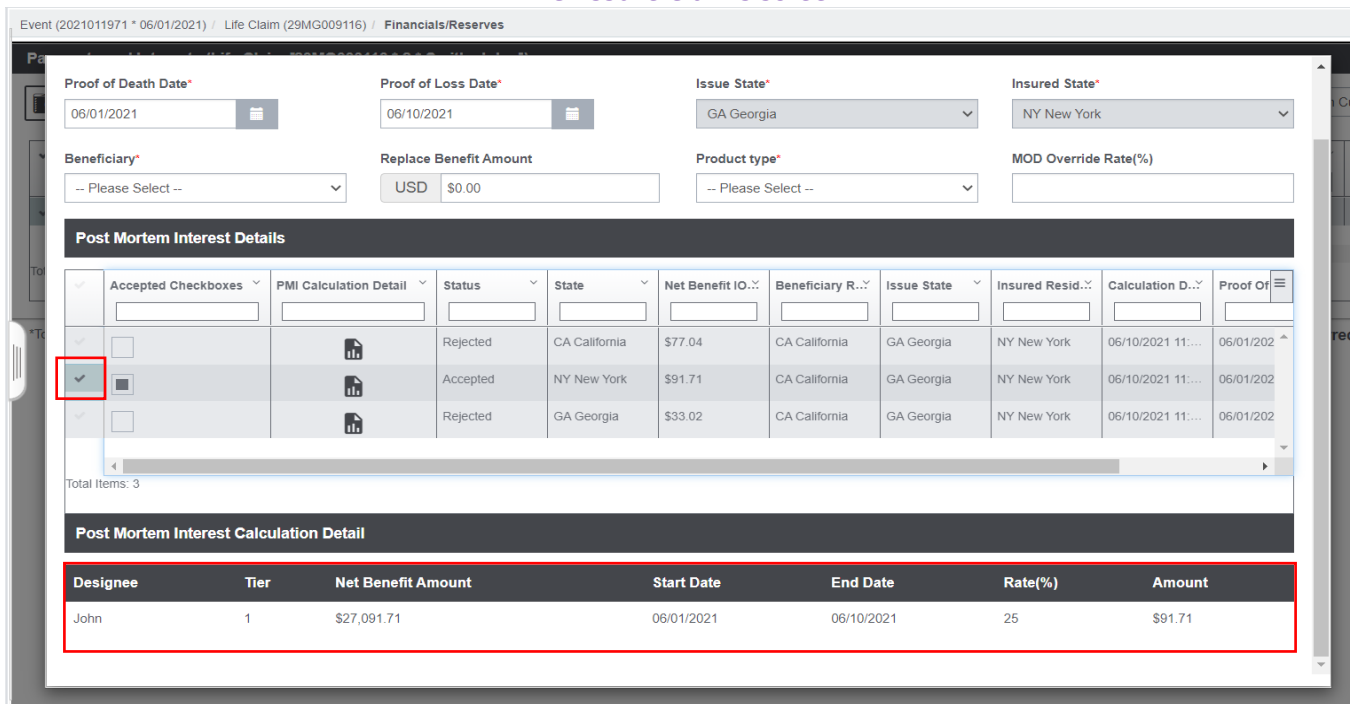 Event (2021011971 * 06/01/2021) / Life Claim (29MG009116) / Financials/Reserves
Proof of Death Date* Proof of Loss Date* Issue State* Insured State*
06/01/2021 06/10/2021 GA Georgia NY New York
Beneficiary* Replace Benefit Amount Product type* MOD Override Rate(%)
-- Please Select -- USD $0.00 -- Please Select --
Post Mortem Interest Details
Accepted Checkboxes PMI Calculation Detail Status State Net Benefit IO... Beneficiary R... Issue State Insured Resid... Calculation D... Proof Of
Rejected CA California $77.04 CA California GA Georgia NY New York 06/10/2021 11:... 06/01/202
Accepted NY New York $91.71 CA California GA Georgia NY New York 06/10/2021 11:... 06/01/202
Rejected GA Georgia $33.02 CA California GA Georgia NY New York 06/10/2021 11:... 06/01/202
Total Items: 3
Post Mortem Interest Calculation Detail
Designee Tier Net Benefit Amount Start Date End Date Rate(%) Amount
John 1 $27,091.71 06/01/2021 06/10/2021 25 $91.71